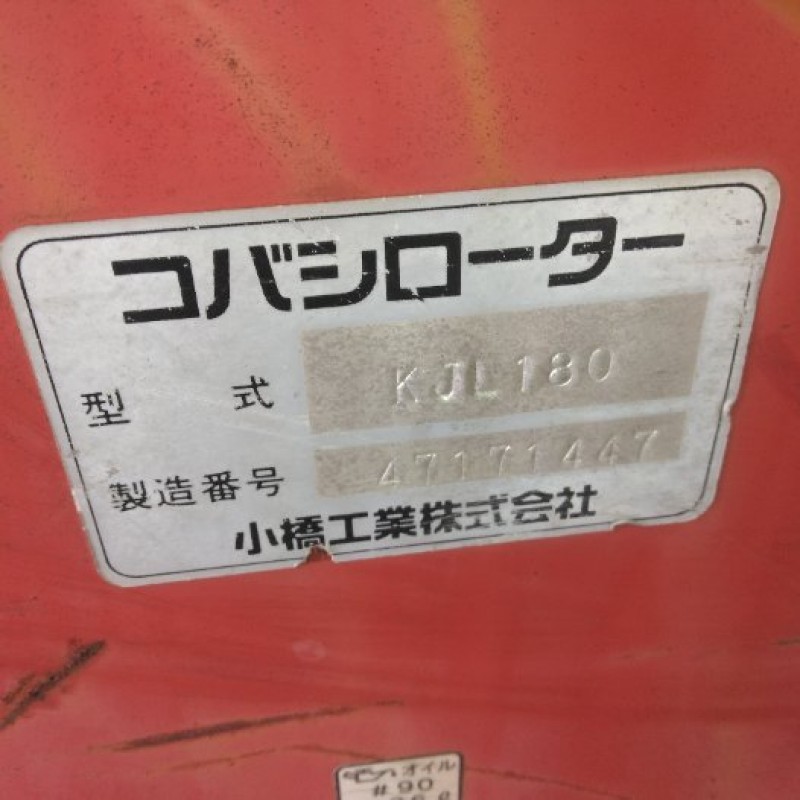 コバシローター
型式 KJL180
製造番号 47171447
小橋工業株式会社
オイル
#90